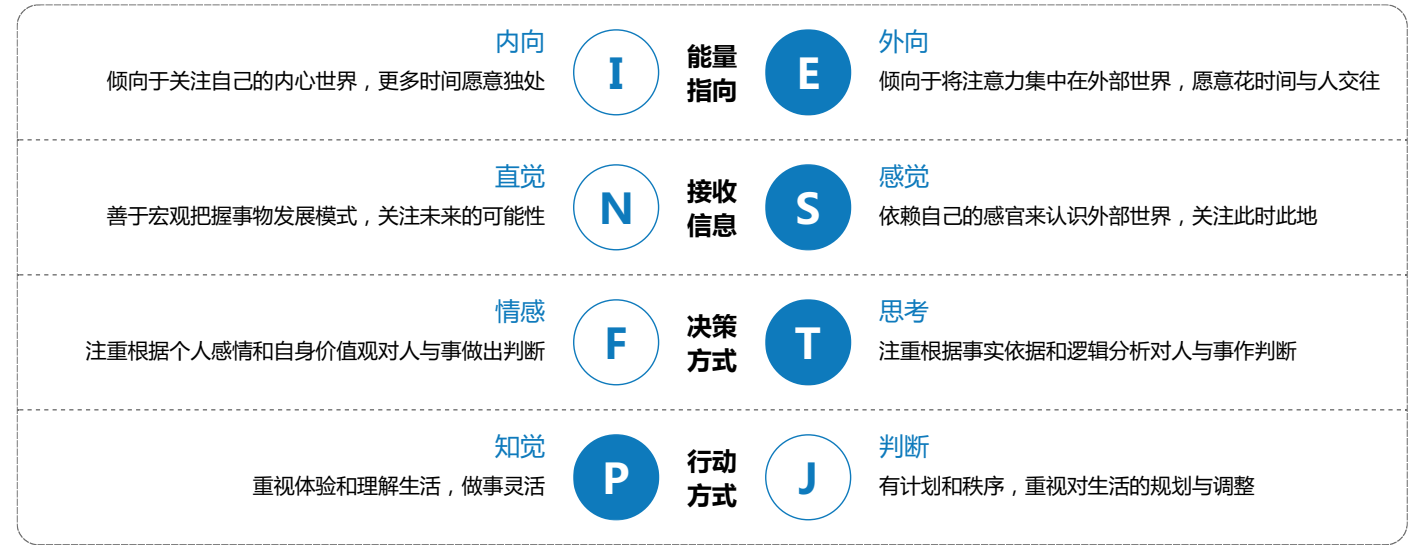 内向
倾向于关注自己的内心世界，更多时间愿意独处
I
能量
指向
E
外向
倾向于将注意力集中在外部世界，愿意花时间与人交往
直觉
善于宏观把握事物发展模式，关注未来的可能性
N
接收
信息
S
感觉
依赖自己的感官来认识外部世界，关注此时此地
情感
注重根据个人感情和自身价值观对人与事做出判断
F
决策
方式
T
思考
注重根据事实依据和逻辑分析对人与事作判断
知觉
重视体验和理解生活，做事灵活
P
行动
方式
J
判断
有计划和秩序，重视对生活的规划与调整